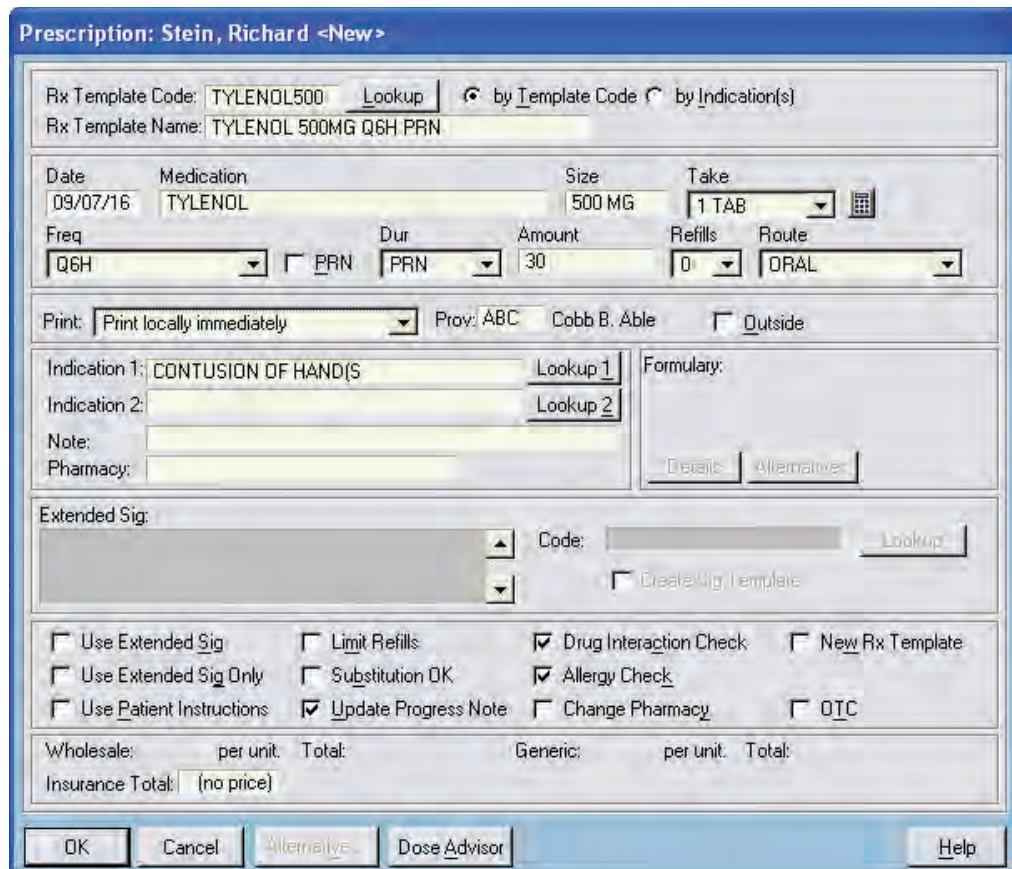 Prescription: Stein, Richard <New>
Rx Template Code: TYLENOL500 Lookup by Template Code by Indication(s)
Rx Template Name: TYLENOL 500MG Q6H PRN
Date Medication Size Take
09/07/16 TYLENOL 500 MG 1 TAB
Freq Dur Amount Refills Route
Q6H PRN PRN 30 0 ORAL
Print: Print locally immediately Prov: ABC Cobb B. Able Outside
Indication 1: CONTUSION OF HAND(S Lookup 1 Formulary:
Indication 2: Lookup 2
Note:
Pharmacy: Details Alternatives
Extended Sig:
Code: Lookup
Create Sig Template
Use Extended Sig Limit Refills Drug Interaction Check New Rx Template
Use Extended Sig Only Substitution OK Allergy Check
Use Patient Instructions Update Progress Note Change Pharmacy OTC
Wholesale: per unit. Total: Generic: per unit. Total:
Insurance Total: (no price)
OK Cancel Alternative... Dose Advisor Help